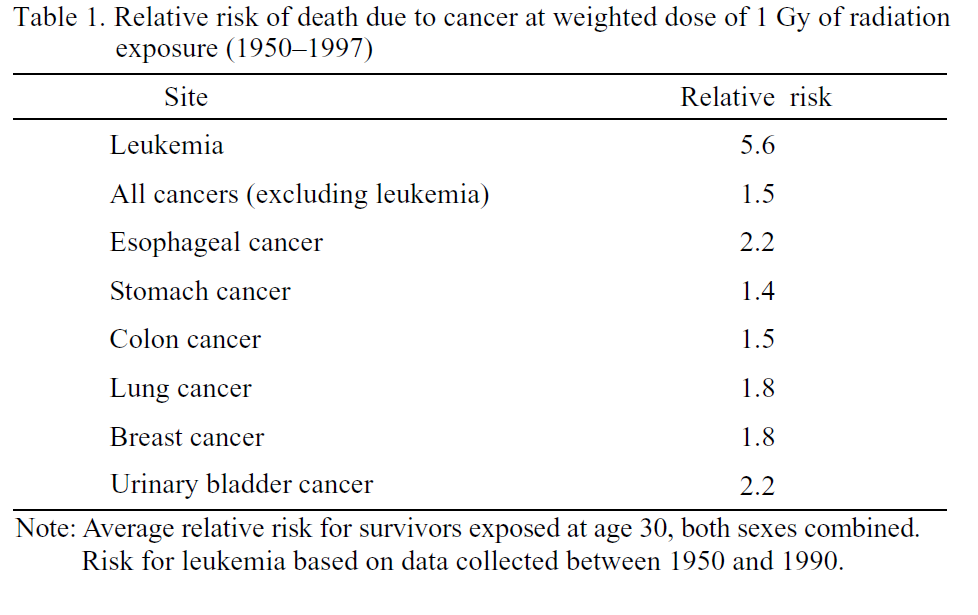 Table 1. Relative risk of death due to cancer at weighted dose of 1 Gy of radiation
exposure (1950–1997)
Site Relative risk
Leukemia 5.6
All cancers (excluding leukemia) 1.5
Esophageal cancer 2.2
Stomach cancer 1.4
Colon cancer 1.5
Lung cancer 1.8
Breast cancer 1.8
Urinary bladder cancer 2.2
Note: Average relative risk for survivors exposed at age 30, both sexes combined.
Risk for leukemia based on data collected between 1950 and 1990.